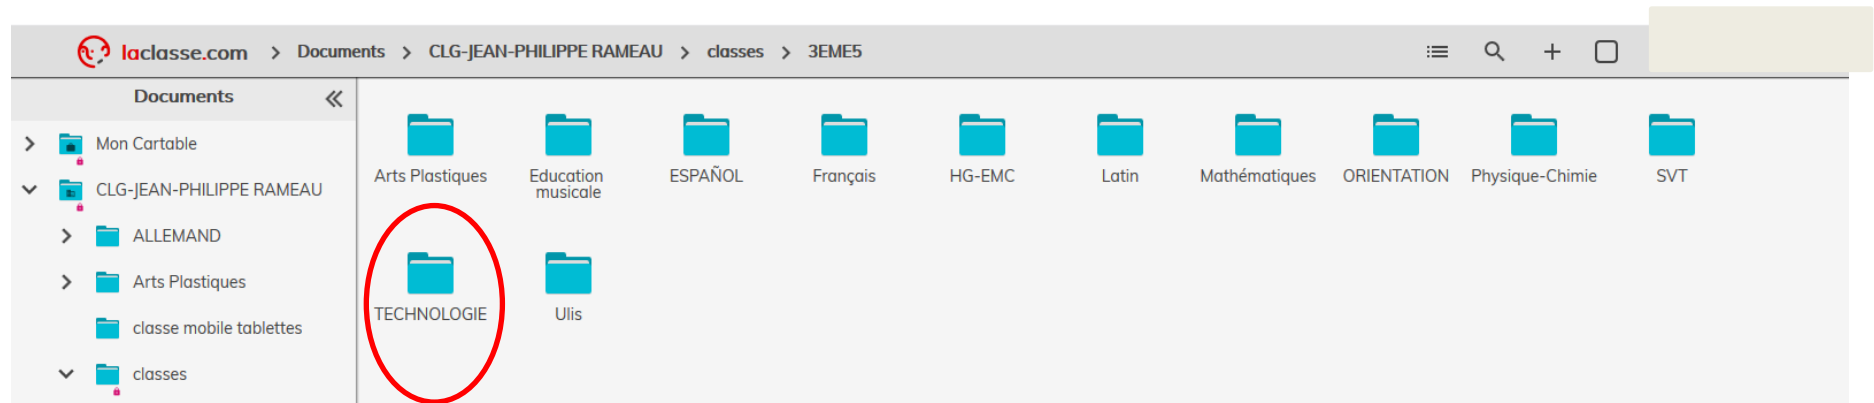 laclasse.com > Documents > CLG-JEAN-PHILIPPE RAMEAU > classes > 3EME5
Documents
Mon Cartable
CLG-JEAN-PHILIPPE RAMEAU
ALLEMAND
Arts Plastiques
classe mobile tablettes
classes
Arts Plastiques
Education
musicale
ESPAÑOL
Français
HG-EMC
Latin
Mathématiques
ORIENTATION
Physique-Chimie
SVT
TECHNOLOGIE
Ulis